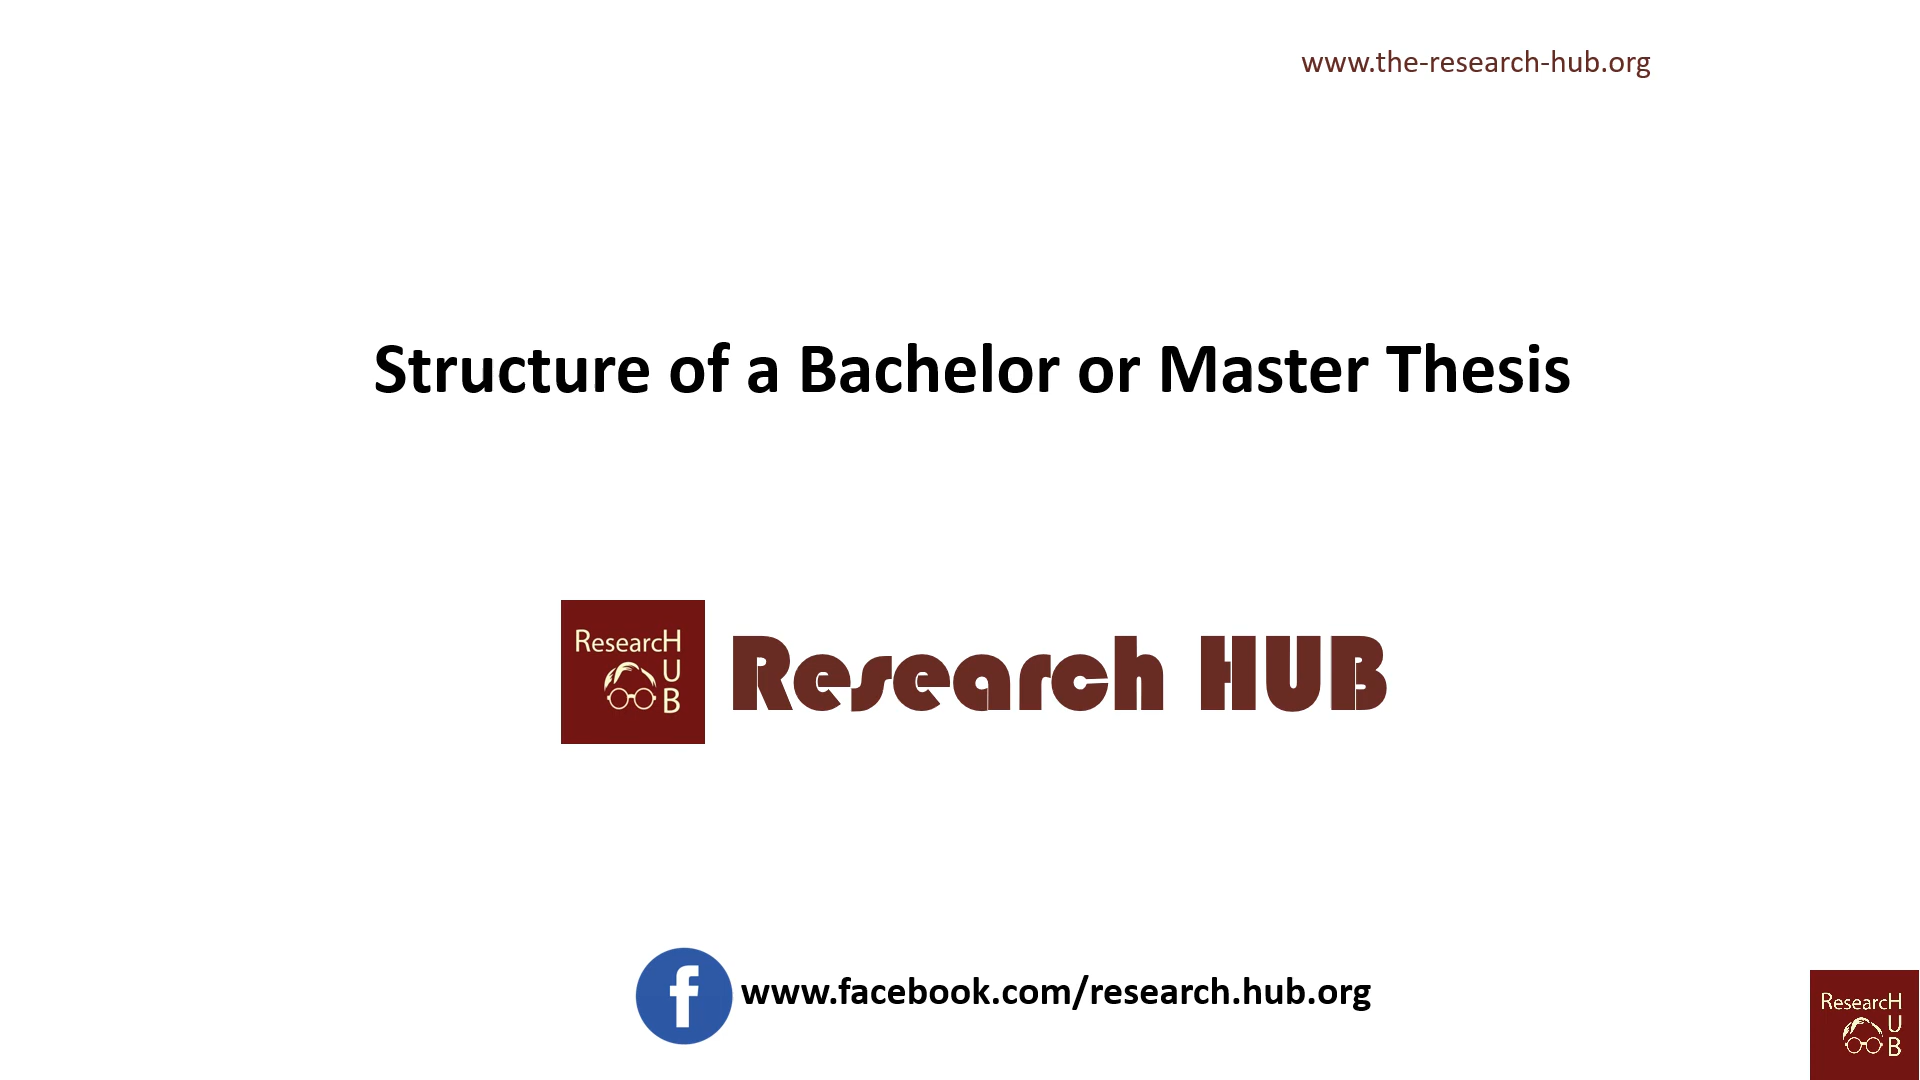 www.the-research-hub.org
Structure of a Bachelor or Master Thesis
ResearcH
U
B
Research HUB
www.facebook.com/research.hub.org
ResearcH
U
B